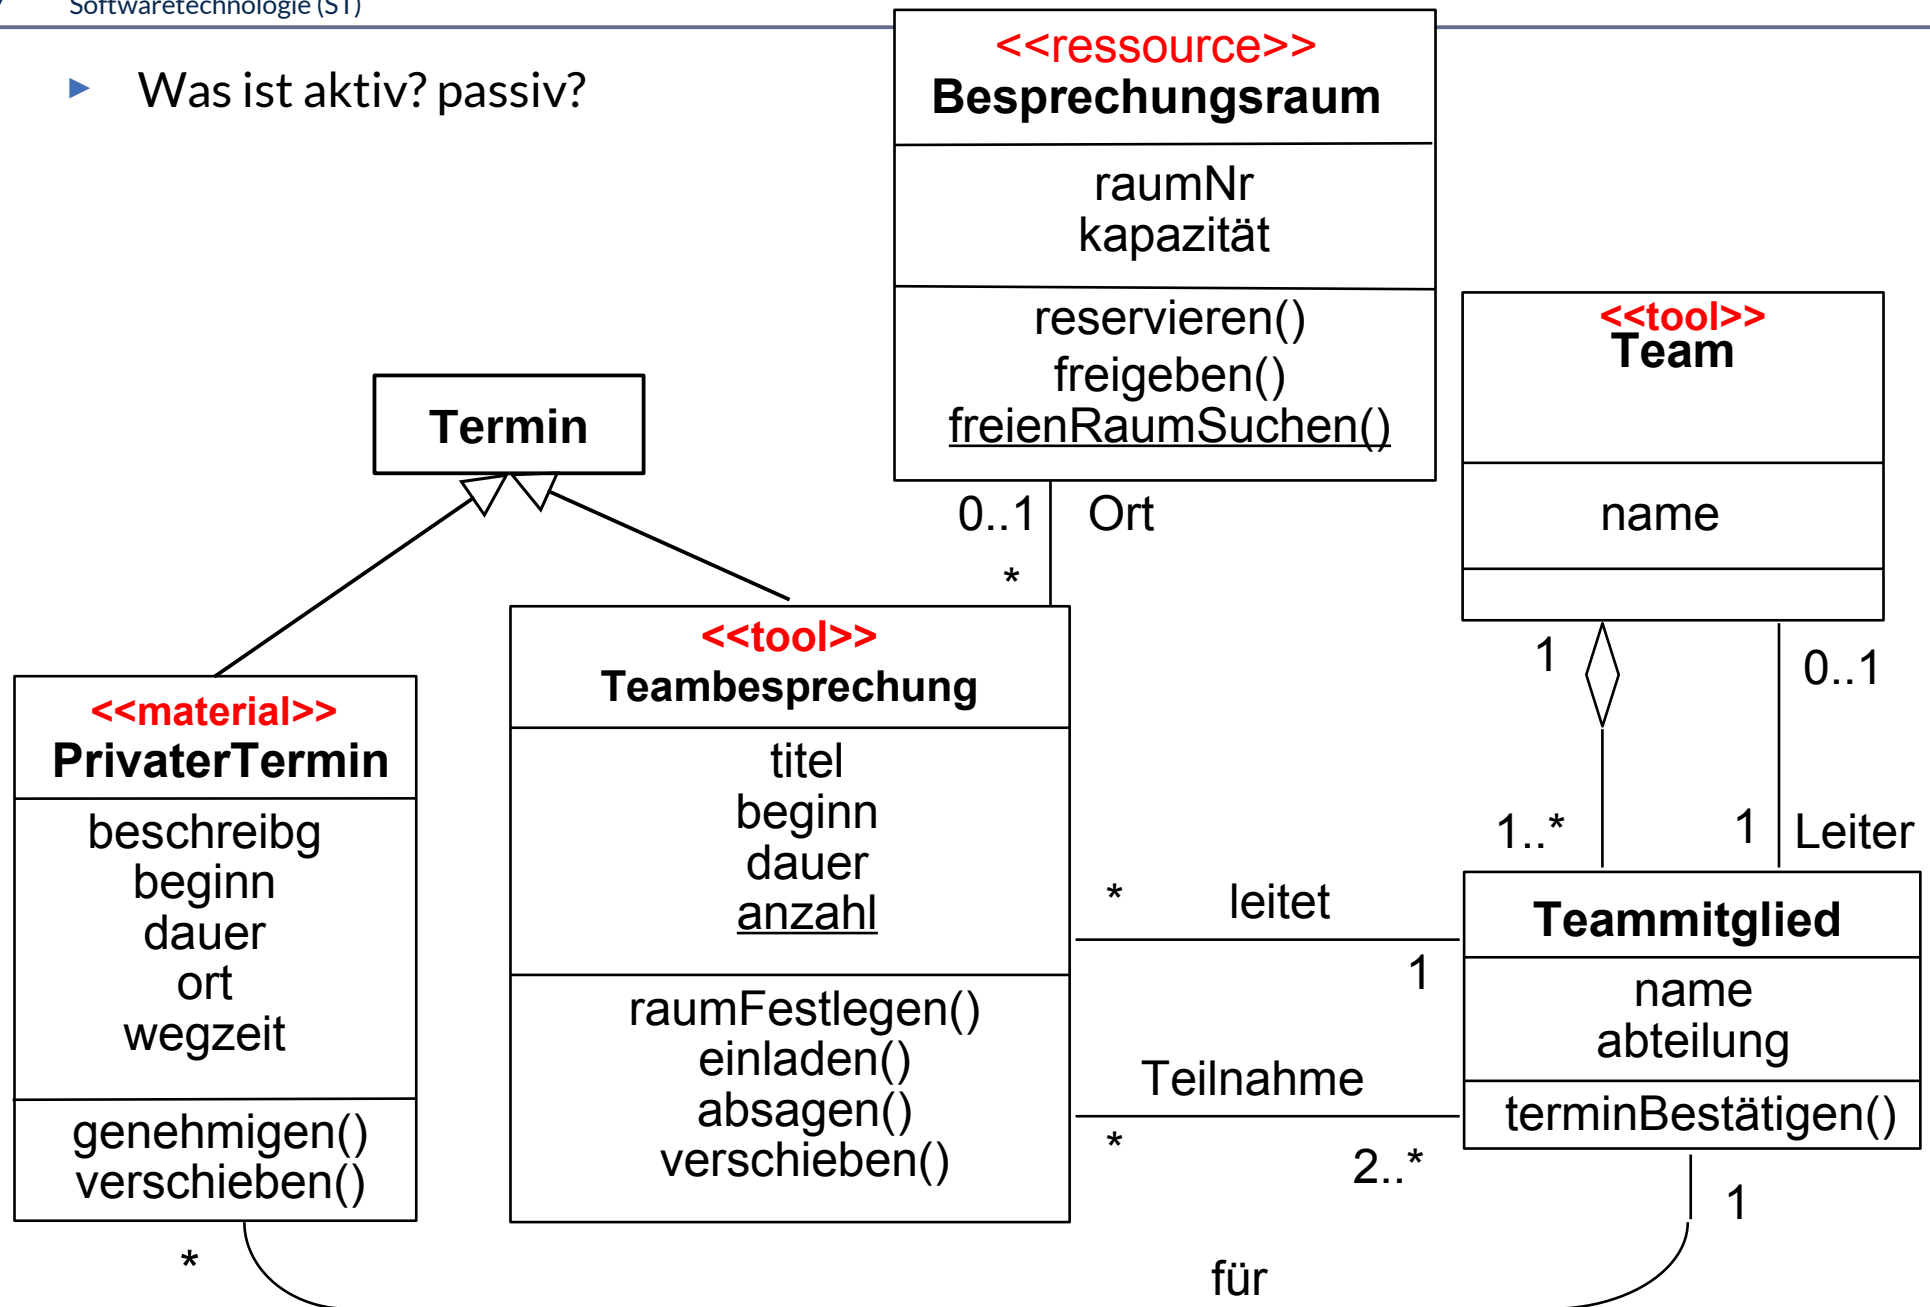 Softwaretechnologie (ST)
Was ist aktiv? passiv?
<<ressource>>
Besprechungsraum
raumNr
kapazität
reservieren()
freigeben()
freienRaumSuchen()
<<tool>>
Team
name
Termin
0..1
Ort
*
<<tool>>
Teambesprechung
titel
beginn
dauer
anzahl
raumFestlegen()
einladen()
absagen()
verschieben()
<<material>>
PrivaterTermin
beschreibg
beginn
dauer
ort
wegzeit
genehmigen()
verschieben()
1
0..1
1..*
1
Leiter
* leitet
1
Teammitglied
name
abteilung
terminBestätigen()
Teilnahme
*
2..*
1
*
für